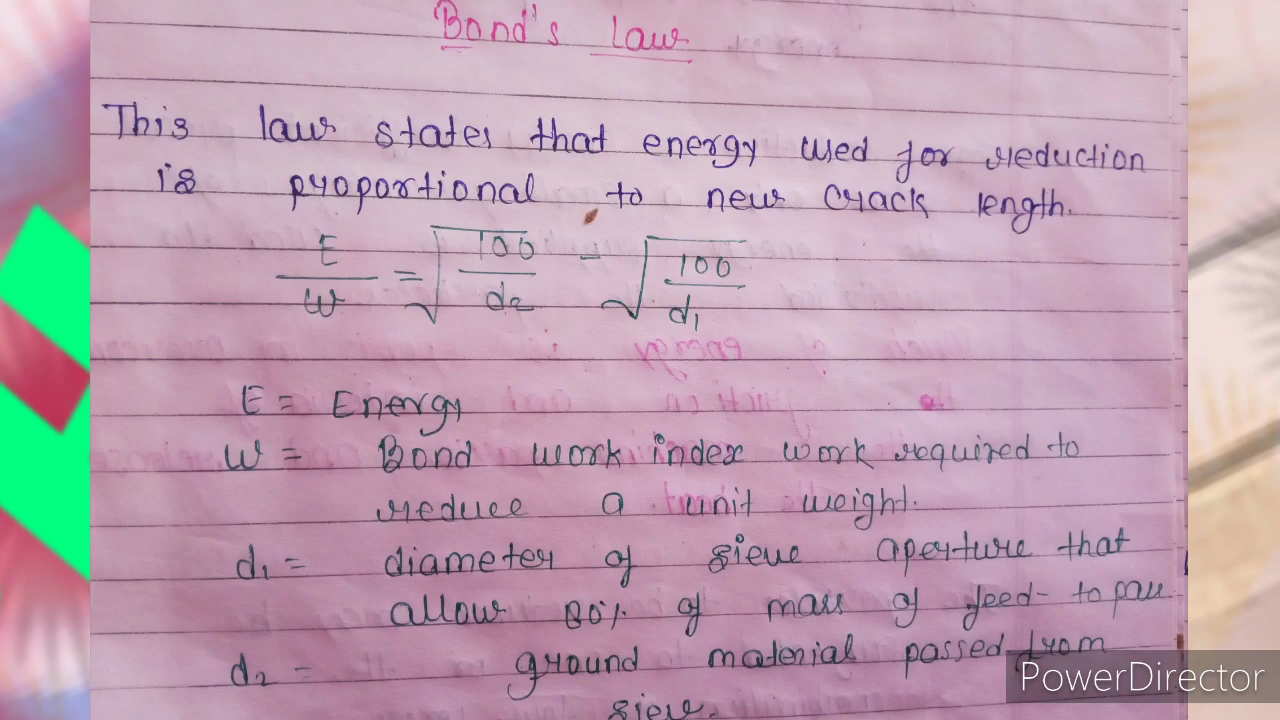 Bond's law
This law states that energy used for reduction
is proportional to new crack length.
E/W = √100/d2 - √100/d1
E = Energy
W = Bond work index work required to
reduce a unit weight.
d1 = diameter of sieve aperture that
allow 80% of mass of feed to pass
d2 = ground material passed from
sieve.
PowerDirector